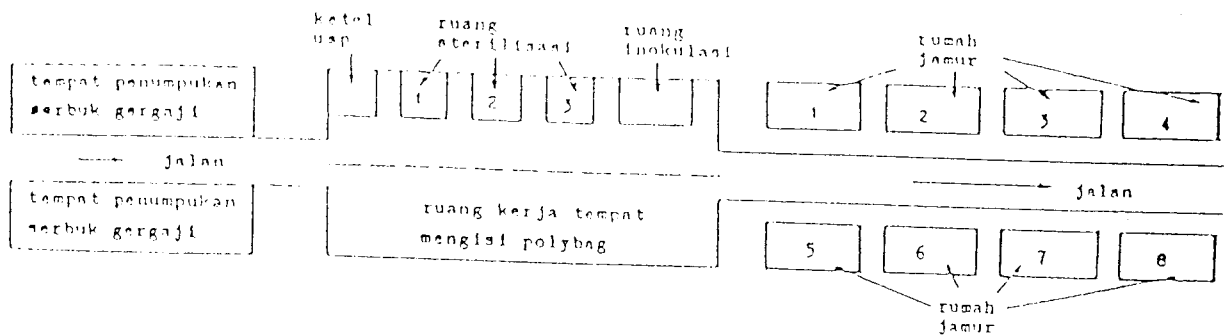 ketel
uap
ruang
sterilisasi
ruang
inokulasi
rumah
jamur
tempat penumpukan
serbuk gergaji
1
2
3
1
2
3
4
jalan
tempat penumpukan
serbuk gergaji
ruang kerja tempat
mengisi polybag
jalan
5
6
7
8
rumah
jamur